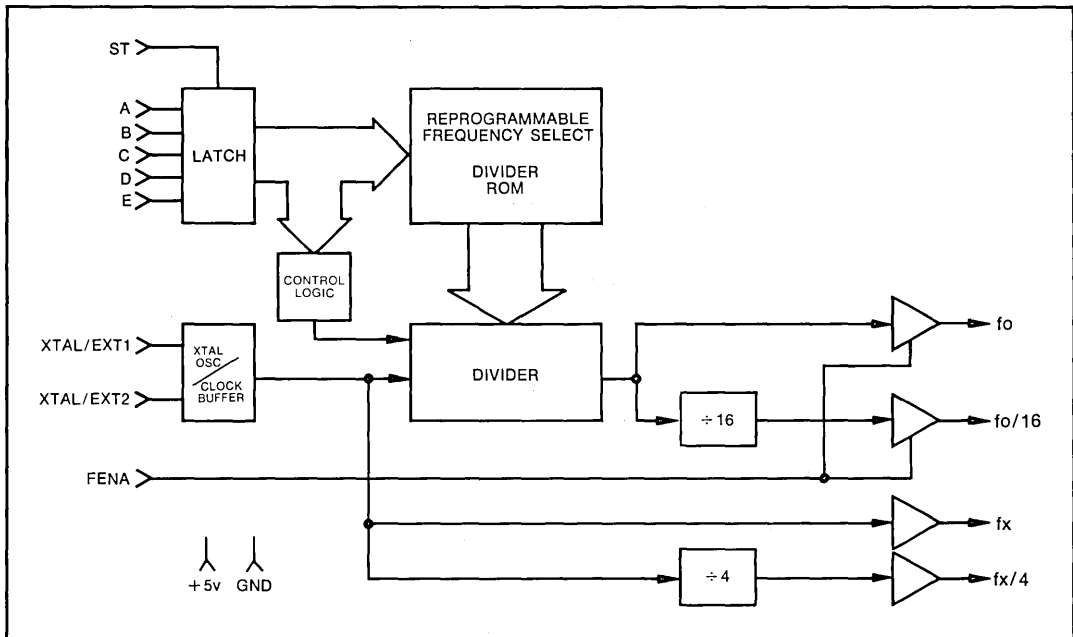 ST
A
B
C
D
E
LATCH
REPROGRAMMABLE
FREQUENCY SELECT
DIVIDER
ROM
CONTROL
LOGIC
XTAL/EXT1
XTAL/EXT2
XTAL
OSC
CLOCK
BUFFER
DIVIDER
fo
÷16
fo/16
FENA
fx
÷4
fx/4
+5v
GND